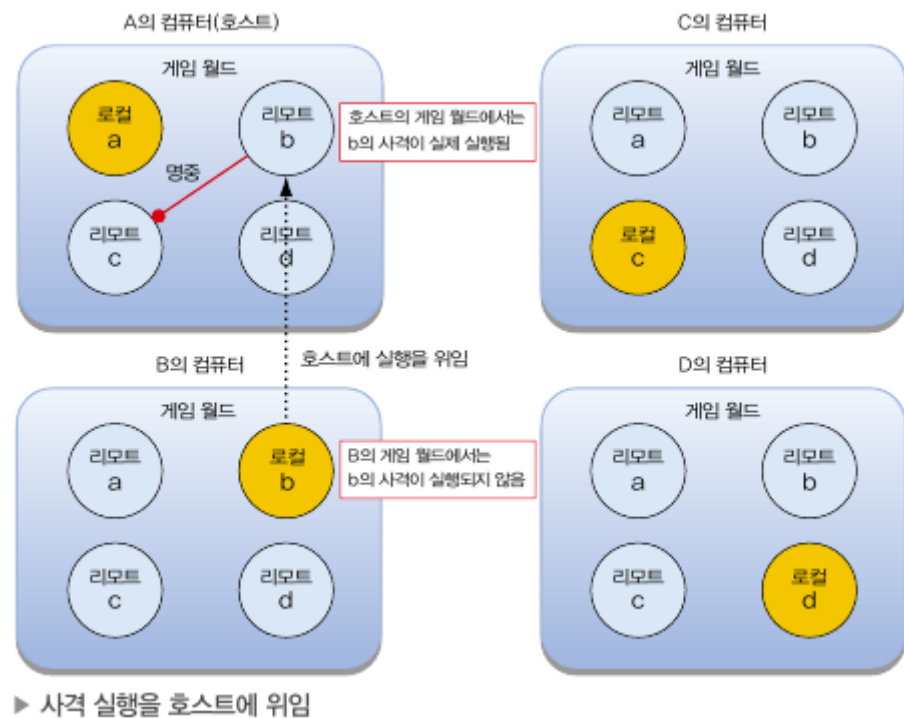 A의 컴퓨터(호스트)
게임 월드
로컬
a
리모트
b
호스트의 게임 월드에서는
b의 사격이 실제 실행됨
명중
리모트
c
리모트
d
C의 컴퓨터
게임 월드
리모트
a
리모트
b
로컬
c
리모트
d
호스트에 실행을 위임
B의 컴퓨터
게임 월드
리모트
a
로컬
b
B의 게임 월드에서는
b의 사격이 실행되지 않음
리모트
c
리모트
d
D의 컴퓨터
게임 월드
리모트
a
리모트
b
리모트
c
로컬
d
▶ 사격 실행을 호스트에 위임